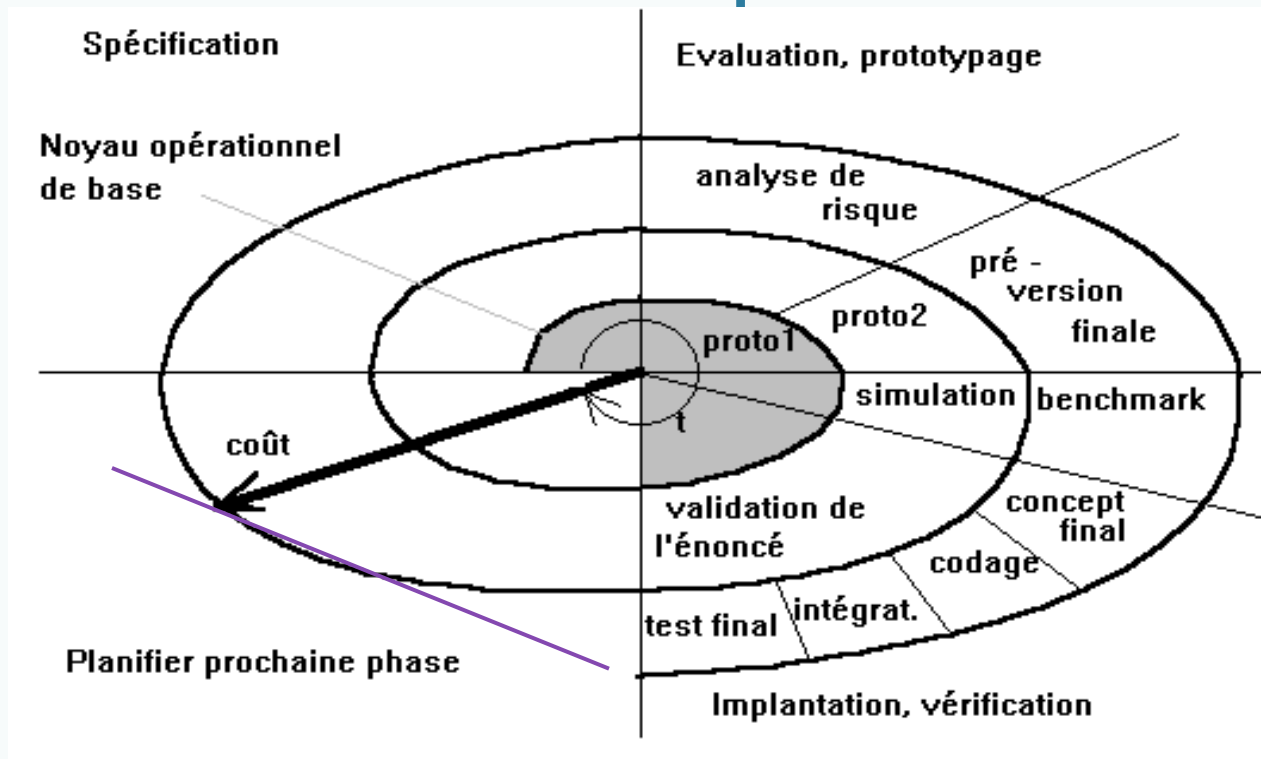 Spécification
Evaluation, prototypage
Noyau opérationnel
de base
analyse de
risque
pré -
version
finale
proto2
proto1
simulation
benchmark
t
coût
validation de
l'énoncé
concept
final
codage
intégrat.
test final
Planifier prochaine phase
Implantation, vérification